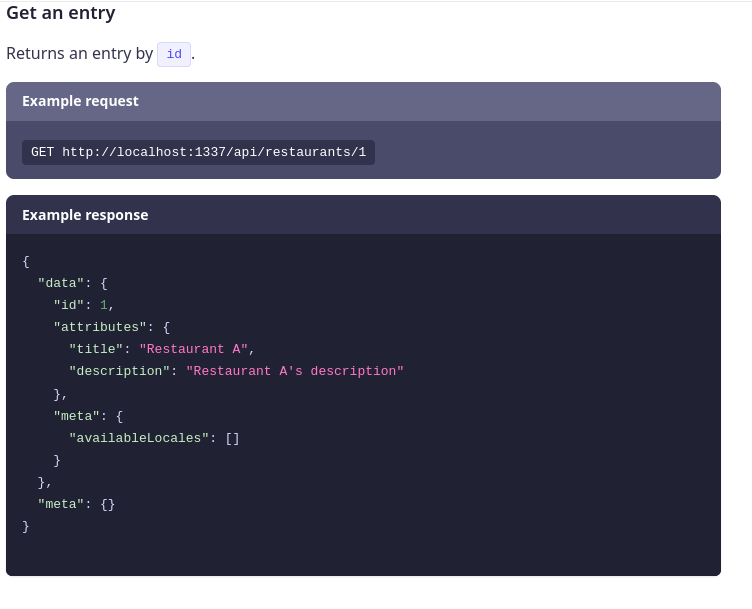 Get an entry
Returns an entry by id.
Example request
GET http://localhost:1337/api/restaurants/1
Example response
{
  "data": {
    "id": 1,
    "attributes": {
      "title": "Restaurant A",
      "description": "Restaurant A's description"
    },
    "meta": {
      "availableLocales": []
    }
  },
  "meta": {}
}